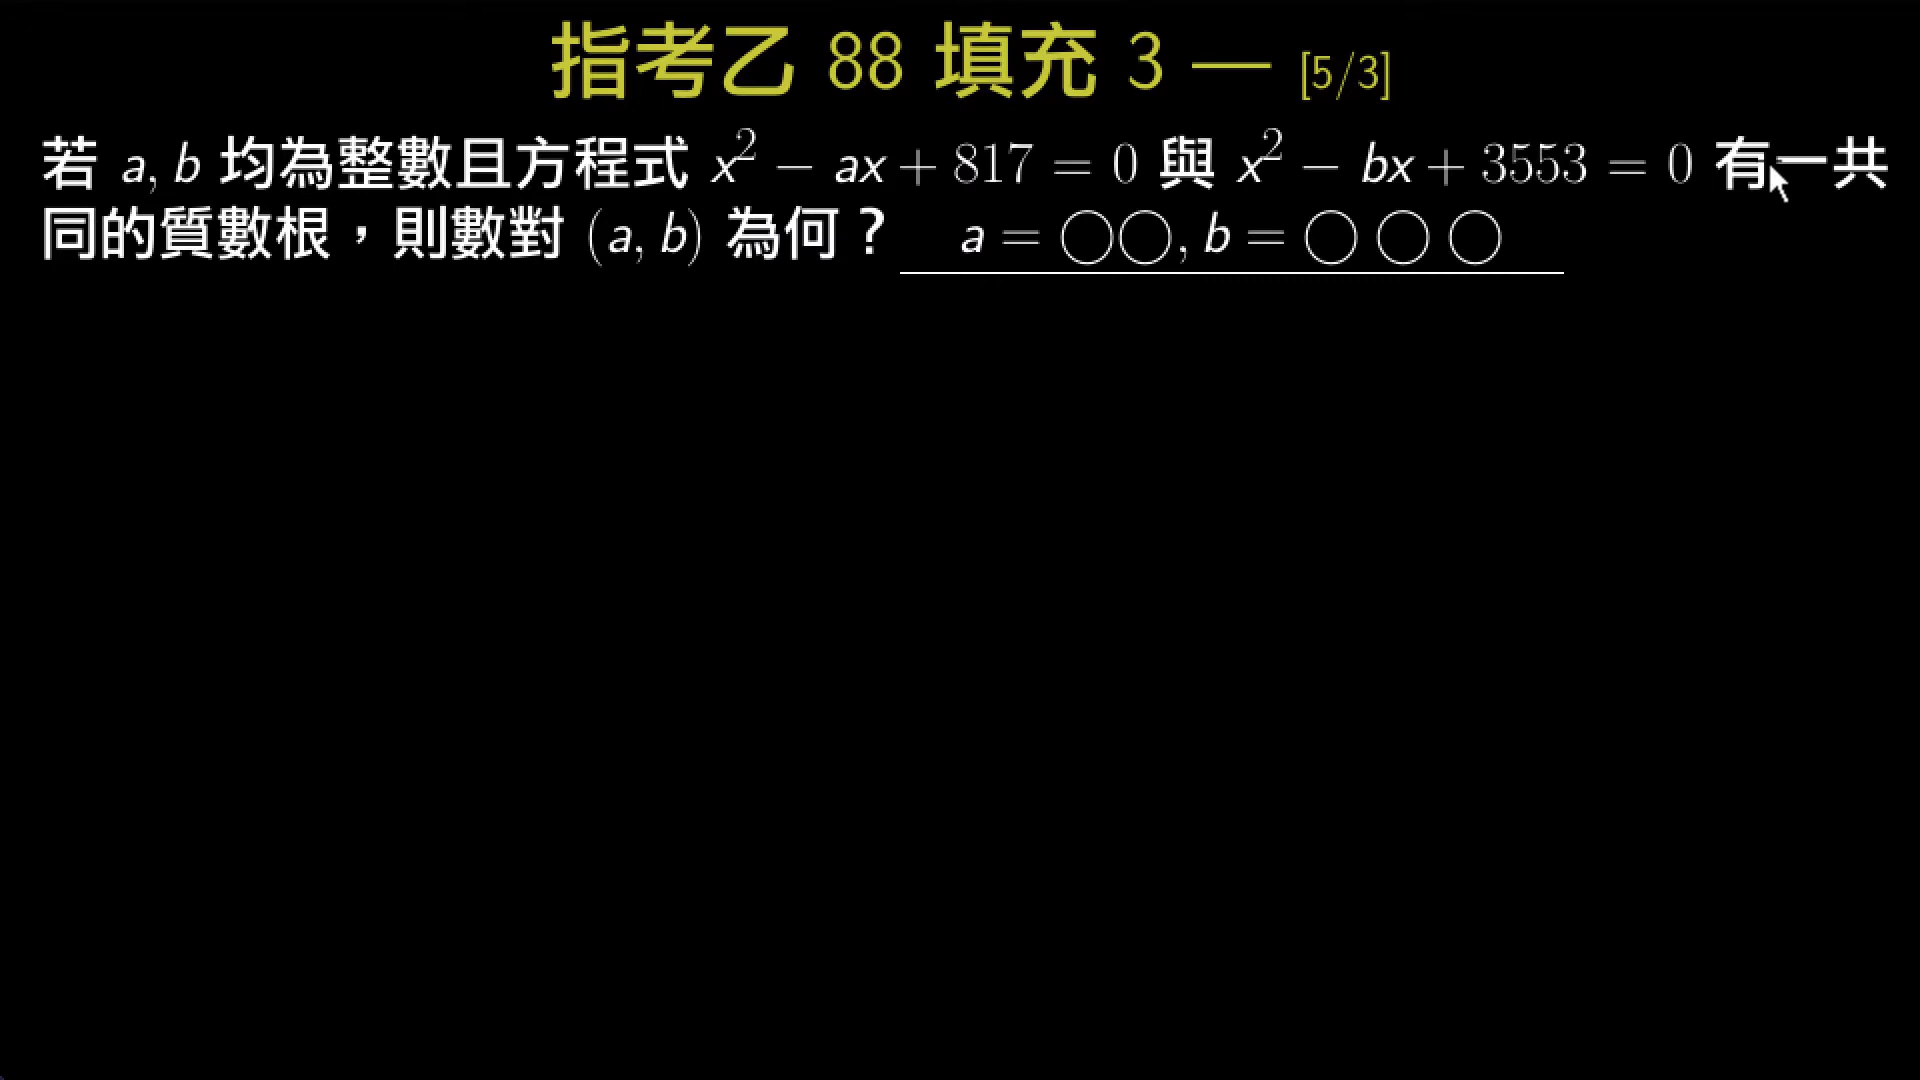 指考乙 88 填充 3 — [5/3]
若 a, b 均為整數且方程式 x² − ax + 817 = 0 與 x² − bx + 3553 = 0 有一共
同的質數根，則數對 (a, b) 為何？ a = ○○, b = ○ ○ ○